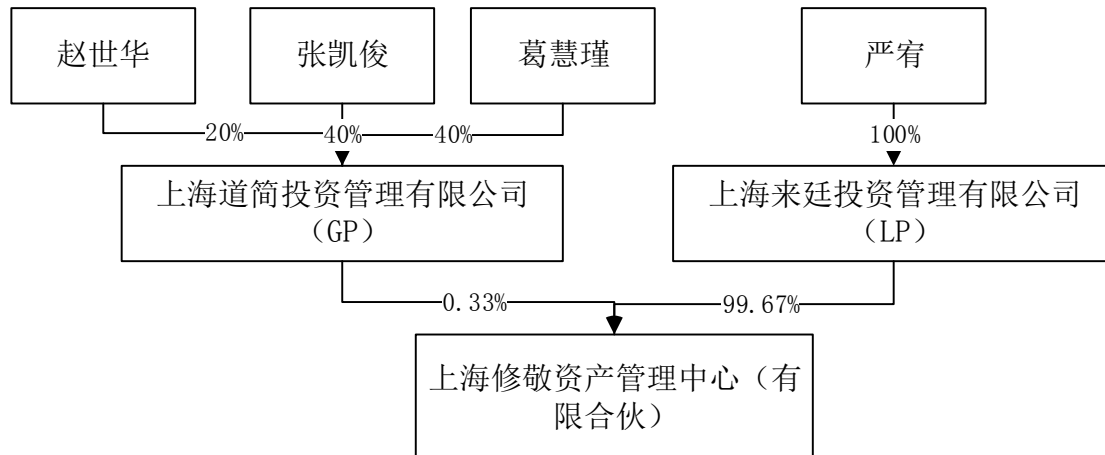 赵世华
张凯俊
葛慧瑾
严宥
20%
40%
40%
100%
上海道简投资管理有限公司
（GP）
上海来廷投资管理有限公司
（LP）
0.33%
99.67%
上海修敬资产管理中心（有
限合伙）